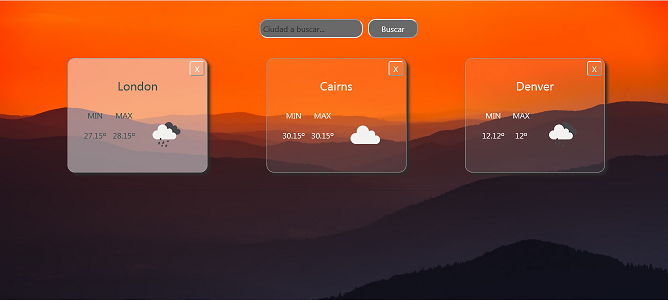 Ciudad a buscar... Buscar
X X X
London Cairns Denver
MIN MAX MIN MAX MIN MAX
27.15º 28.15º 30.15º 30.15º 12.12º 12º